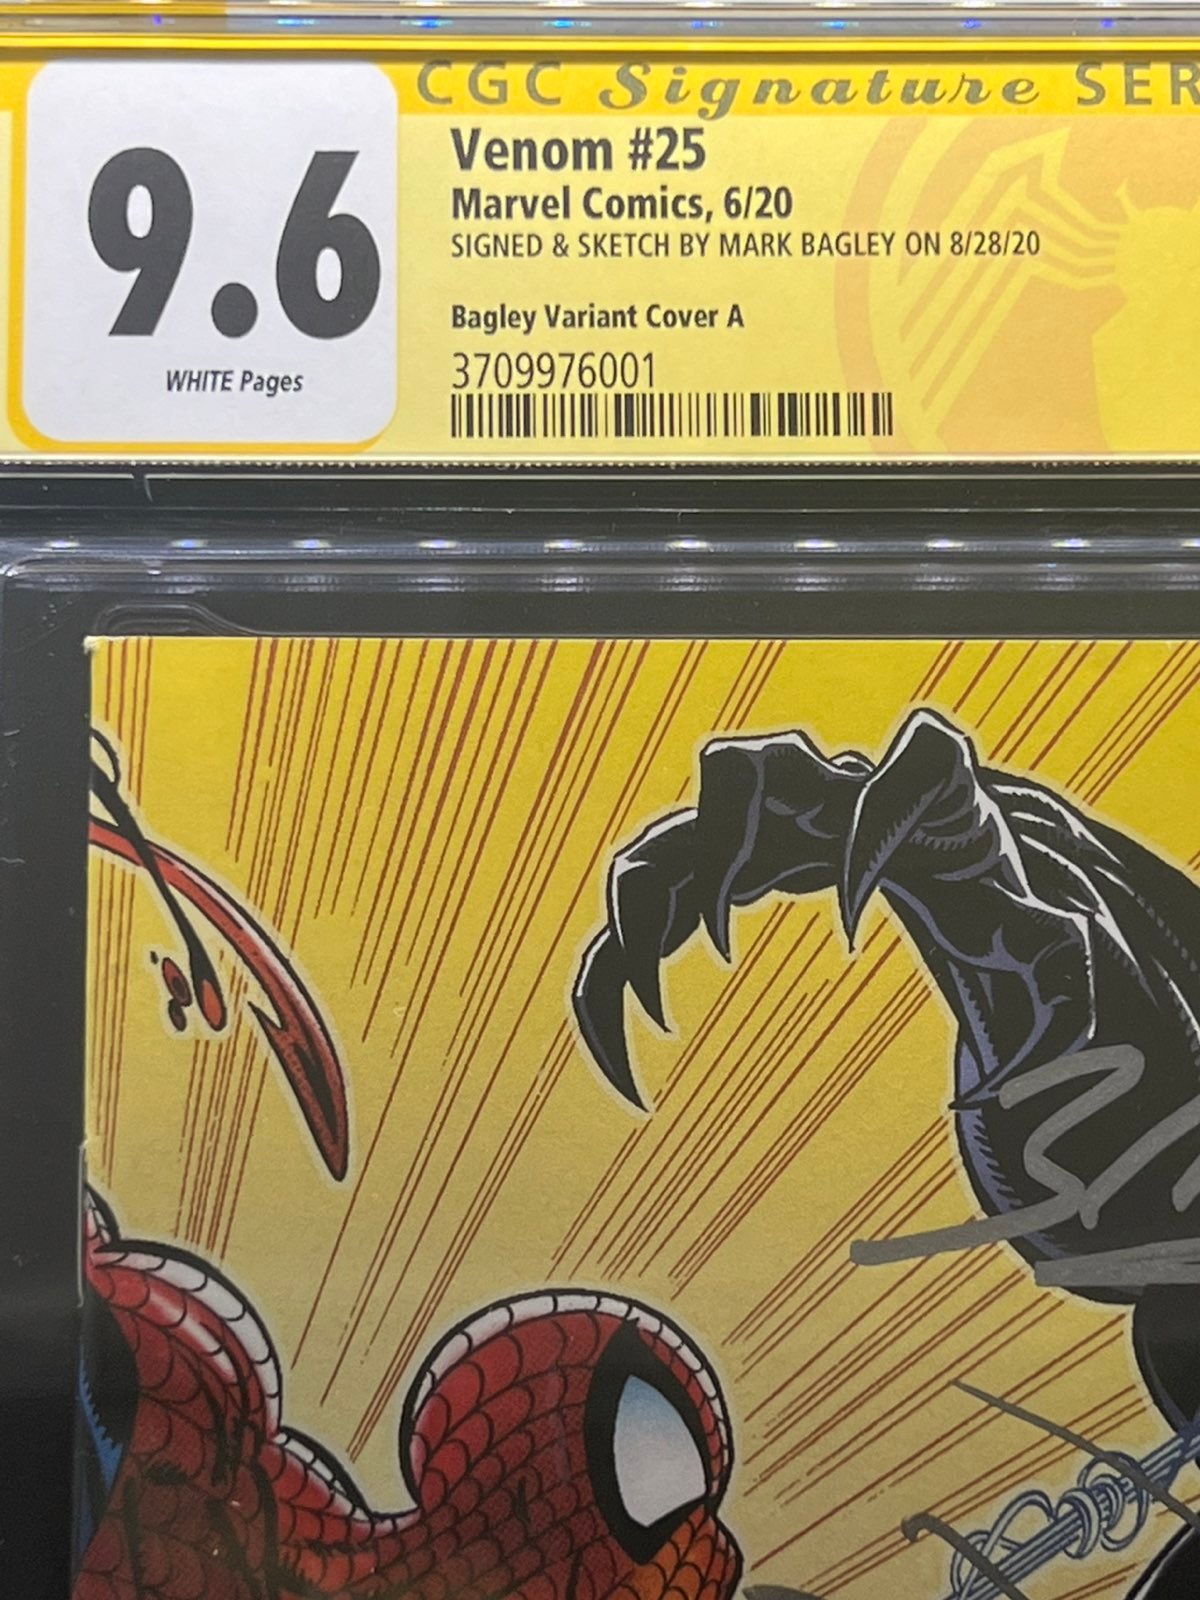 CGC Signature SER
9.6
WHITE Pages
Venom #25
Marvel Comics, 6/20
SIGNED & SKETCH BY MARK BAGLEY ON 8/28/20
Bagley Variant Cover A
3709976001